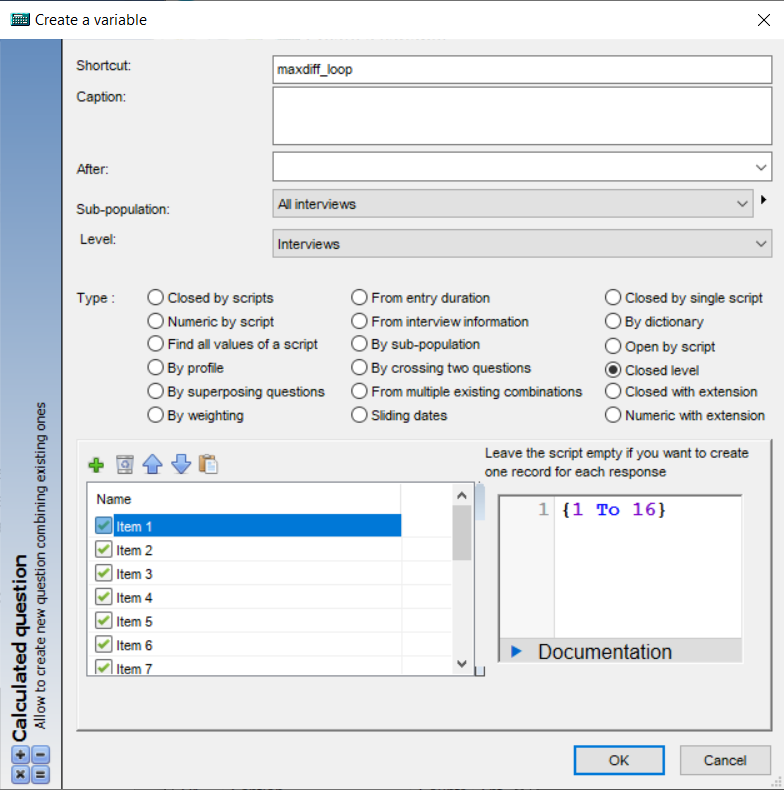 Create a variable
Shortcut:
maxdiff_loop
Caption:
After:
Sub-population:
All interviews
Level:
Interviews
Type :
Closed by scripts
From entry duration
Closed by single script
Numeric by script
From interview information
By dictionary
Find all values of a script
By sub-population
Open by script
By profile
By crossing two questions
Closed level
By superposing questions
From multiple existing combinations
Closed with extension
By weighting
Sliding dates
Numeric with extension
Leave the script empty if you want to create
one record for each response
Name
Item 1
Item 2
Item 3
Item 4
Item 5
Item 6
Item 7
1 {1 To 16}
Documentation
Calculated question
Allow to create new question combining existing ones
OK
Cancel